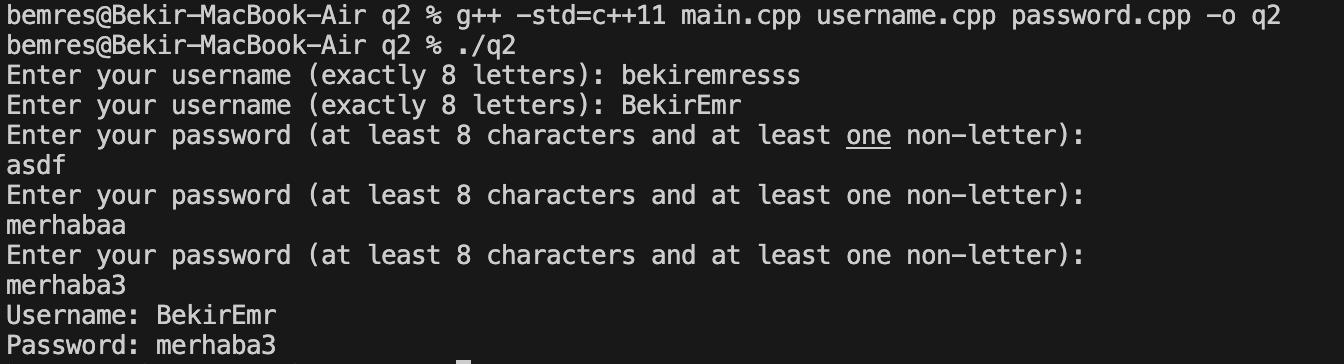 bemres@Bekir-MacBook-Air q2 % g++ -std=c++11 main.cpp username.cpp password.cpp -o q2
bemres@Bekir-MacBook-Air q2 % ./q2
Enter your username (exactly 8 letters): bekiremresss
Enter your username (exactly 8 letters): BekirEmr
Enter your password (at least 8 characters and at least one non-letter):
asdf
Enter your password (at least 8 characters and at least one non-letter):
merhabaa
Enter your password (at least 8 characters and at least one non-letter):
merhaba3
Username: BekirEmr
Password: merhaba3